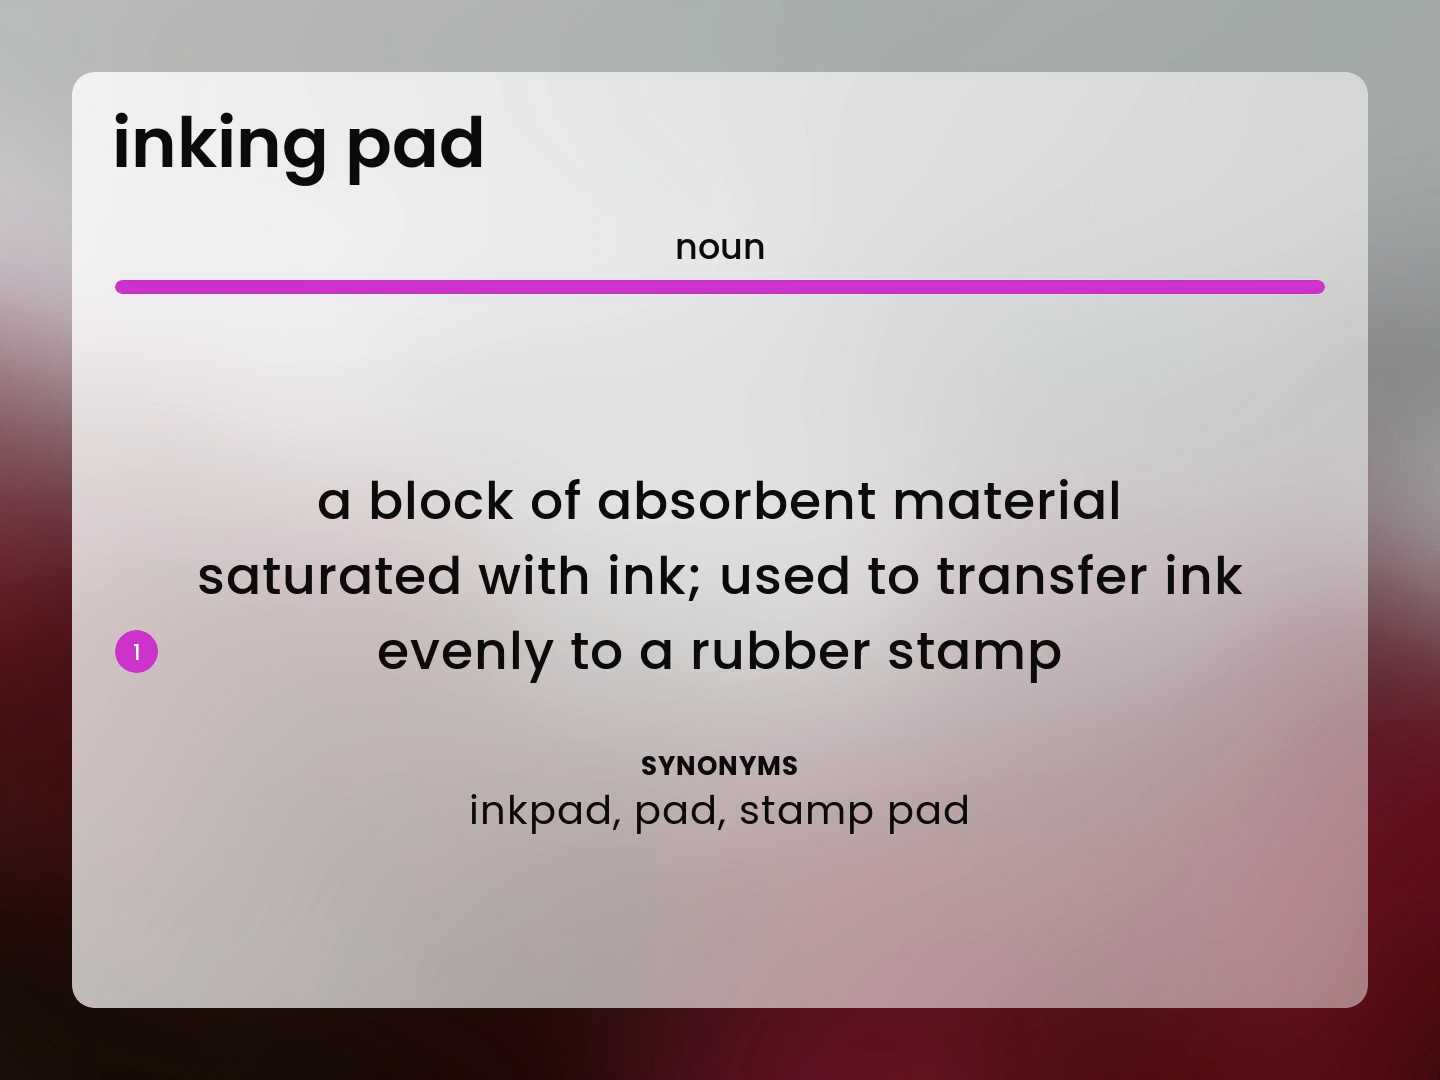 inking pad
noun
a block of absorbent material
saturated with ink; used to transfer ink
1 evenly to a rubber stamp
SYNONYMS
inkpad, pad, stamp pad